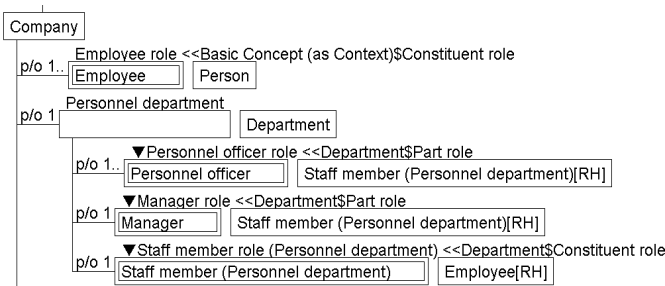 Company
Employee role <<Basic Concept (as Context)$Constituent role
p/o 1.. Employee Person
Personnel department
p/o 1 Department
▼Personnel officer role <<Department$Part role
p/o 1.. Personnel officer Staff member (Personnel department)[RH]
▼Manager role <<Department$Part role
p/o 1 Manager Staff member (Personnel department)[RH]
▼Staff member role (Personnel department) <<Department$Constituent role
p/o 1 Staff member (Personnel department) Employee[RH]